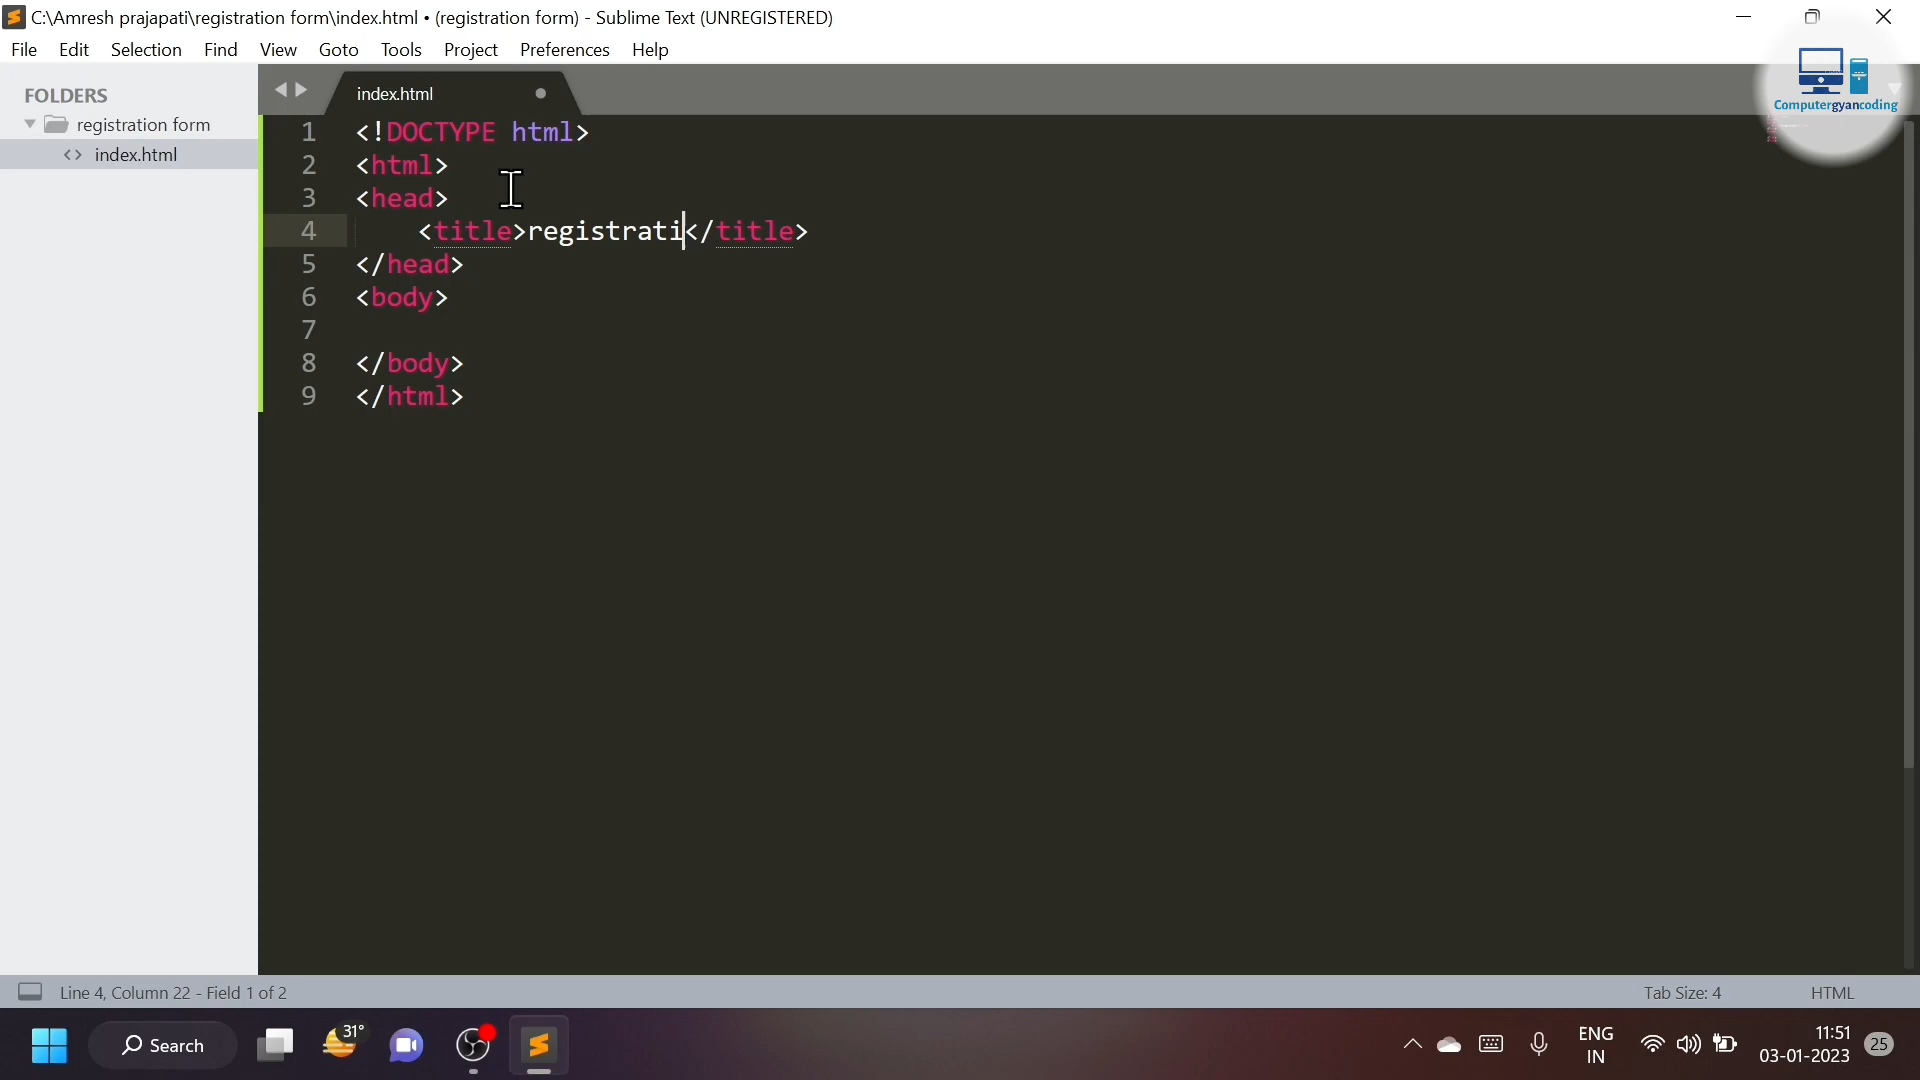 C:\Amresh prajapati\registration form\index.html • (registration form) - Sublime Text (UNREGISTERED)
File Edit Selection Find View Goto Tools Project Preferences Help
Computergyancoding
FOLDERS
registration form
index.html
index.html
1 <!DOCTYPE html>
2 <html>
3 <head>
4 <title>registrati</title>
5 </head>
6 <body>
7
8 </body>
9 </html>
Line 4, Column 22 - Field 1 of 2
Tab Size: 4
HTML
Search
31°
ENG
IN
11:51
03-01-2023
25